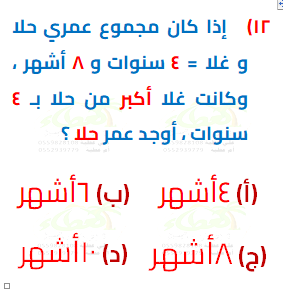 ١٢) إذا كان مجموع عمري حلا
و غلا = ٤ سنوات و ٨ أشهر ،
وكانت غلا أكبر من حلا بـ ٤
سنوات ، أوجد عمر حلا ؟
(أ) ٤أشهر (ب) ٦أشهر
(ج) ٨أشهر (د) ١٠أشهر